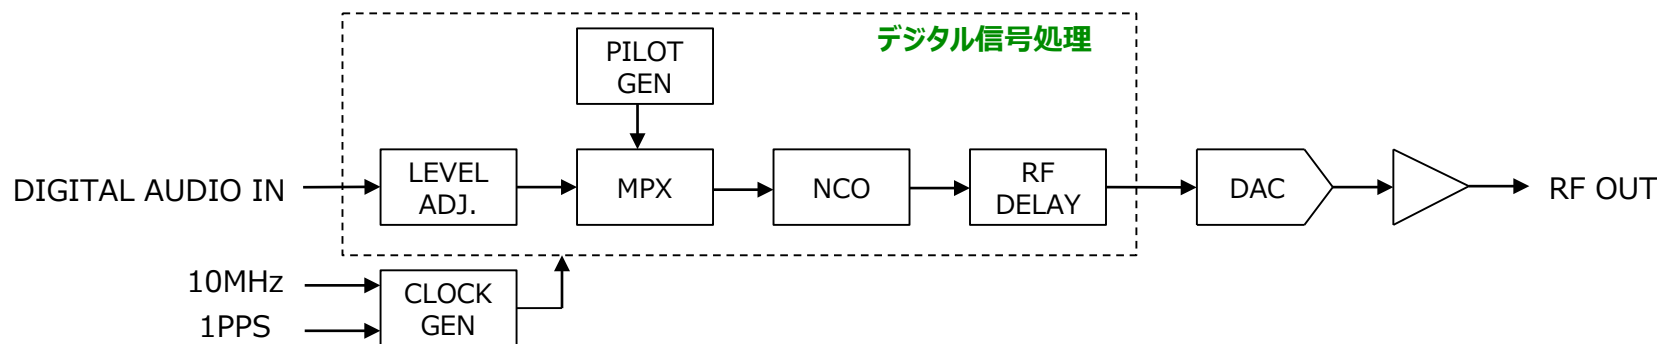 デジタル信号処理
PILOT
GEN
DIGITAL AUDIO IN
LEVEL
ADJ.
MPX
NCO
RF
DELAY
DAC
RF OUT
10MHz
1PPS
CLOCK
GEN